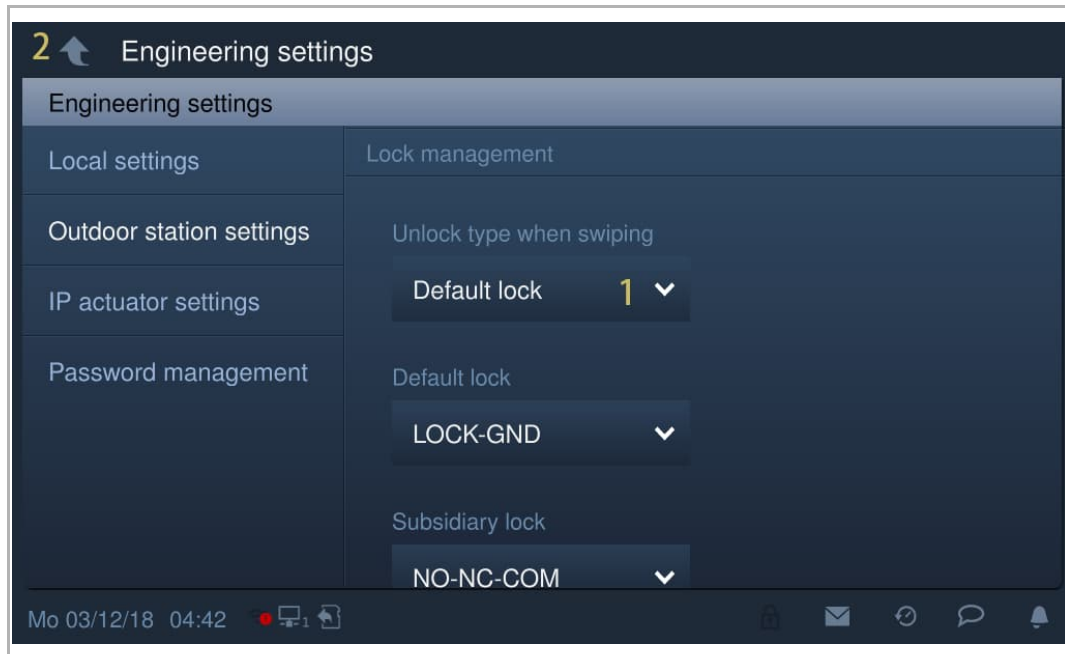 2 Engineering settings
Engineering settings
Local settings
Lock management
Outdoor station settings
Unlock type when swiping
Default lock 1
IP actuator settings
Password management
Default lock
LOCK-GND
Subsidiary lock
NO-NC-COM
Mo 03/12/18 04:42 1